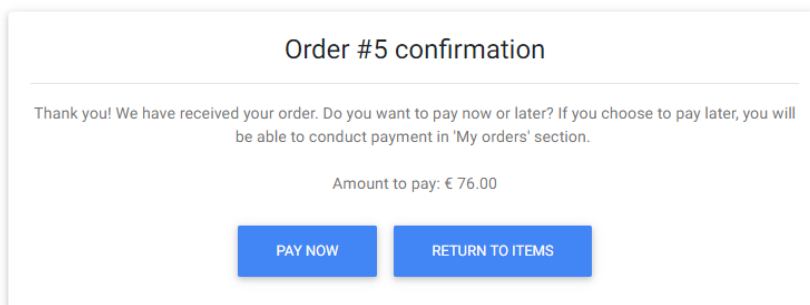 Order #5 confirmation
Thank you! We have received your order. Do you want to pay now or later? If you choose to pay later, you will
be able to conduct payment in 'My orders' section.
Amount to pay: € 76.00
PAY NOW
RETURN TO ITEMS